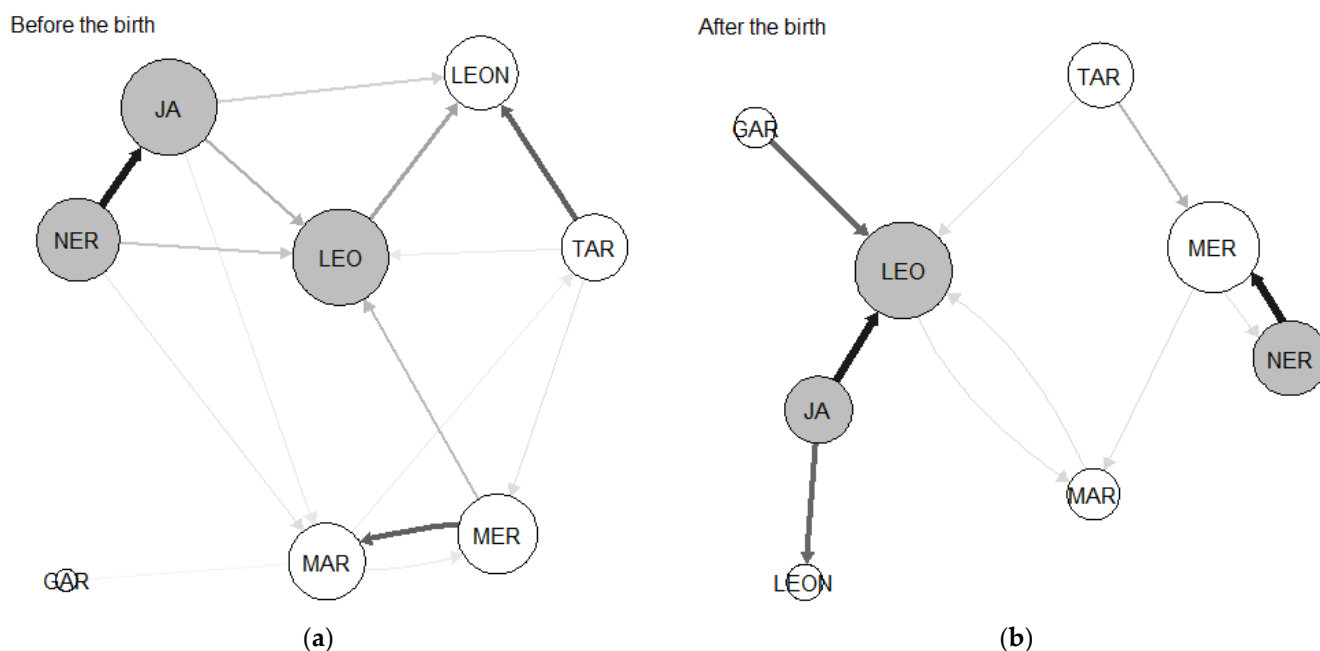 Before the birth
LEON
JA
NER
LEO
TAR
MER
MAR
GAR
(a)
After the birth
TAR
GAR
MER
LEO
NER
JA
MAR
LEON
(b)